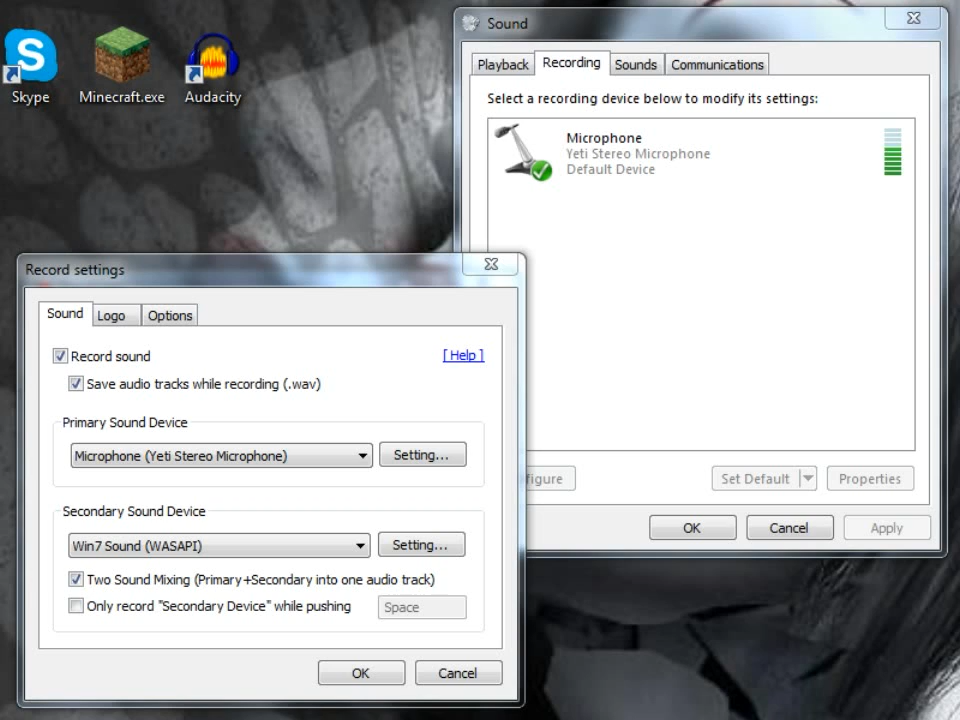 Skype
Minecraft.exe
Audacity
Sound
Playback
Recording
Sounds
Communications
Select a recording device below to modify its settings:
Microphone
Yeti Stereo Microphone
Default Device
figure
Set Default
Properties
OK
Cancel
Apply
Record settings
Sound
Logo
Options
Record sound
[ Help ]
Save audio tracks while recording (.wav)
Primary Sound Device
Microphone (Yeti Stereo Microphone)
Setting...
Secondary Sound Device
Win7 Sound (WASAPI)
Setting...
Two Sound Mixing (Primary+Secondary into one audio track)
Only record "Secondary Device" while pushing
Space
OK
Cancel